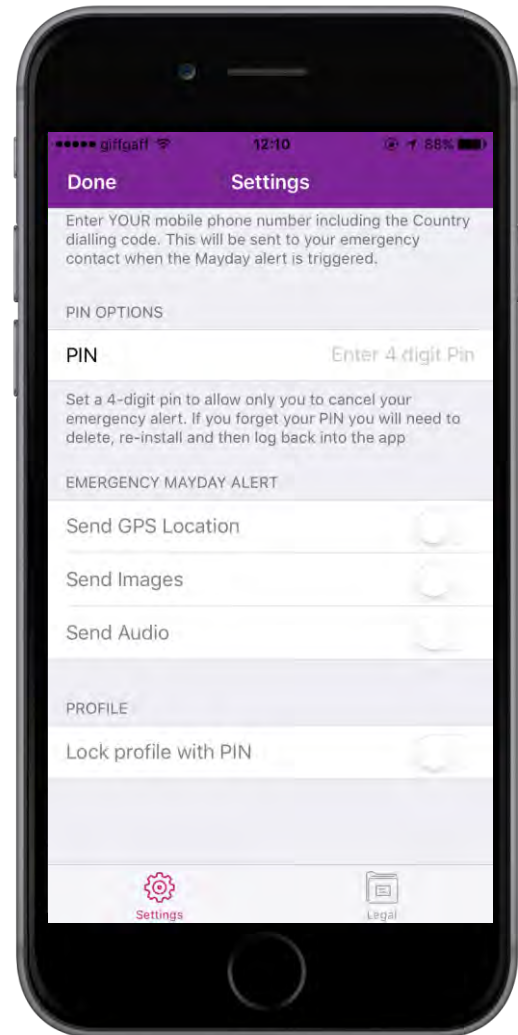 giffgaff 12:10 88%
Done Settings
Enter YOUR mobile phone number including the Country
dialling code. This will be sent to your emergency
contact when the Mayday alert is triggered.
PIN OPTIONS
PIN Enter 4 digit Pin
Set a 4-digit pin to allow only you to cancel your
emergency alert. If you forget your PIN you will need to
delete, re-install and then log back into the app
EMERGENCY MAYDAY ALERT
Send GPS Location
Send Images
Send Audio
PROFILE
Lock profile with PIN
Settings Legal